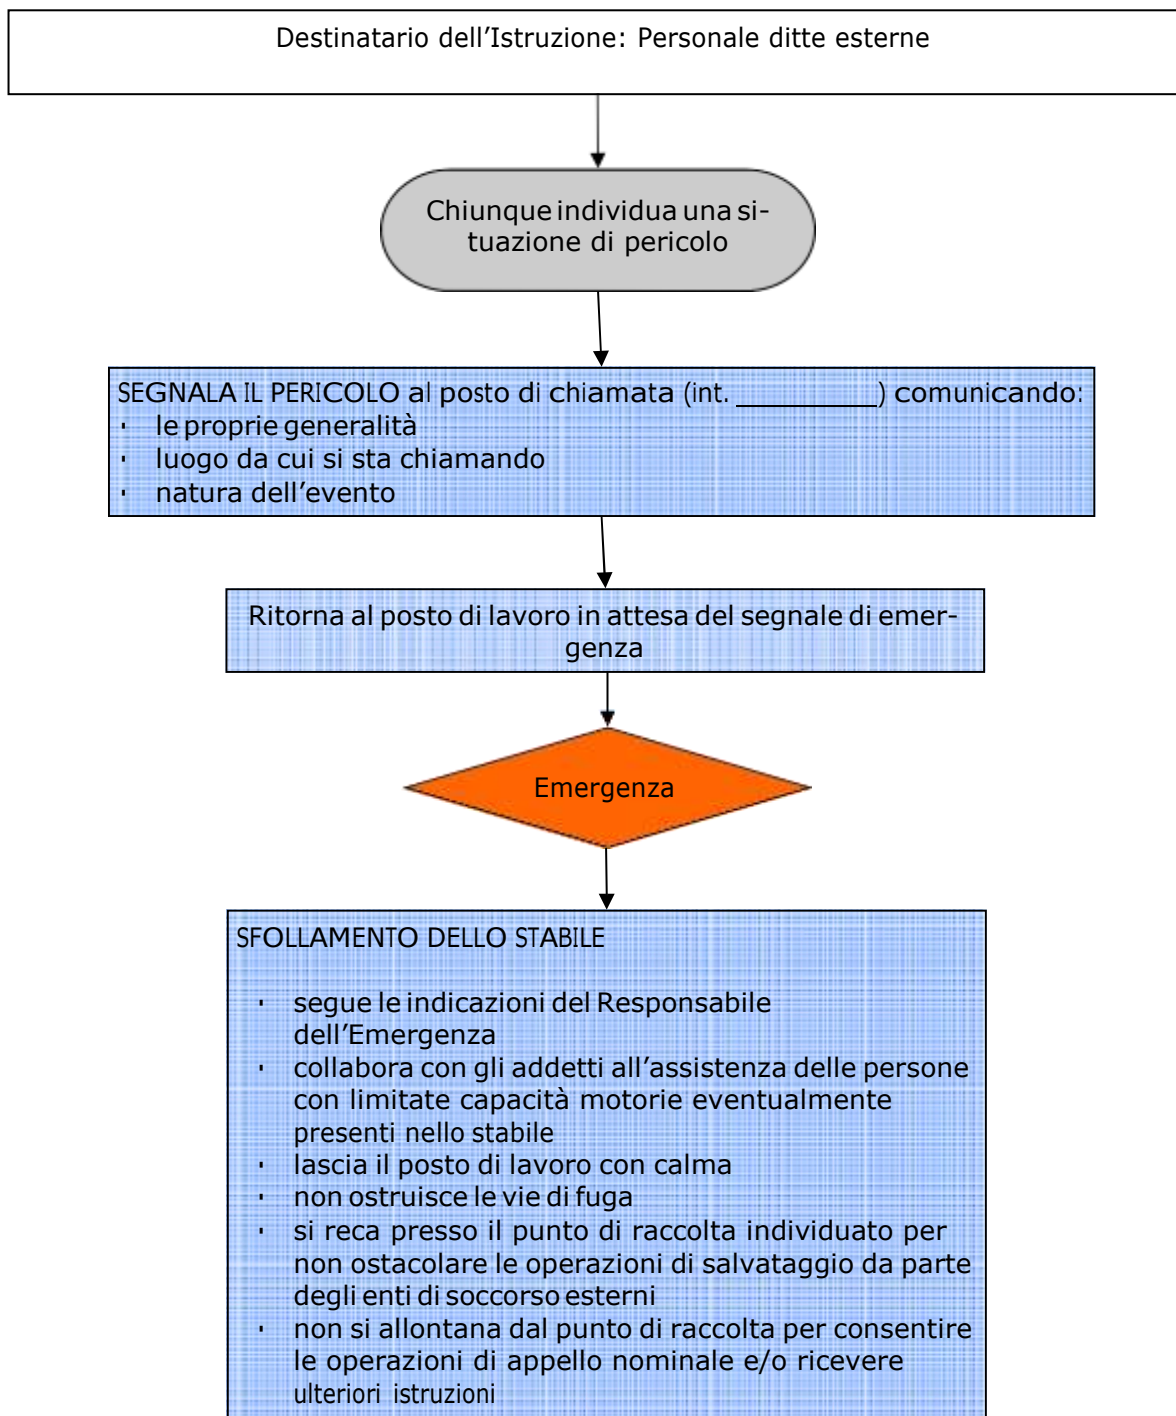 Destinatario dell’Istruzione: Personale ditte esterne
Chiunque individua una si-
tuazione di pericolo
SEGNALA IL PERICOLO al posto di chiamata (int. __________) comunicando:
· le proprie generalità
· luogo da cui si sta chiamando
· natura dell’evento
Ritorna al posto di lavoro in attesa del segnale di emer-
genza
Emergenza
SFOLLAMENTO DELLO STABILE
· segue le indicazioni del Responsabile
dell’Emergenza
· collabora con gli addetti all’assistenza delle persone
con limitate capacità motorie eventualmente
presenti nello stabile
· lascia il posto di lavoro con calma
· non ostruisce le vie di fuga
· si reca presso il punto di raccolta individuato per
non ostacolare le operazioni di salvataggio da parte
degli enti di soccorso esterni
· non si allontana dal punto di raccolta per consentire
le operazioni di appello nominale e/o ricevere
ulteriori istruzioni